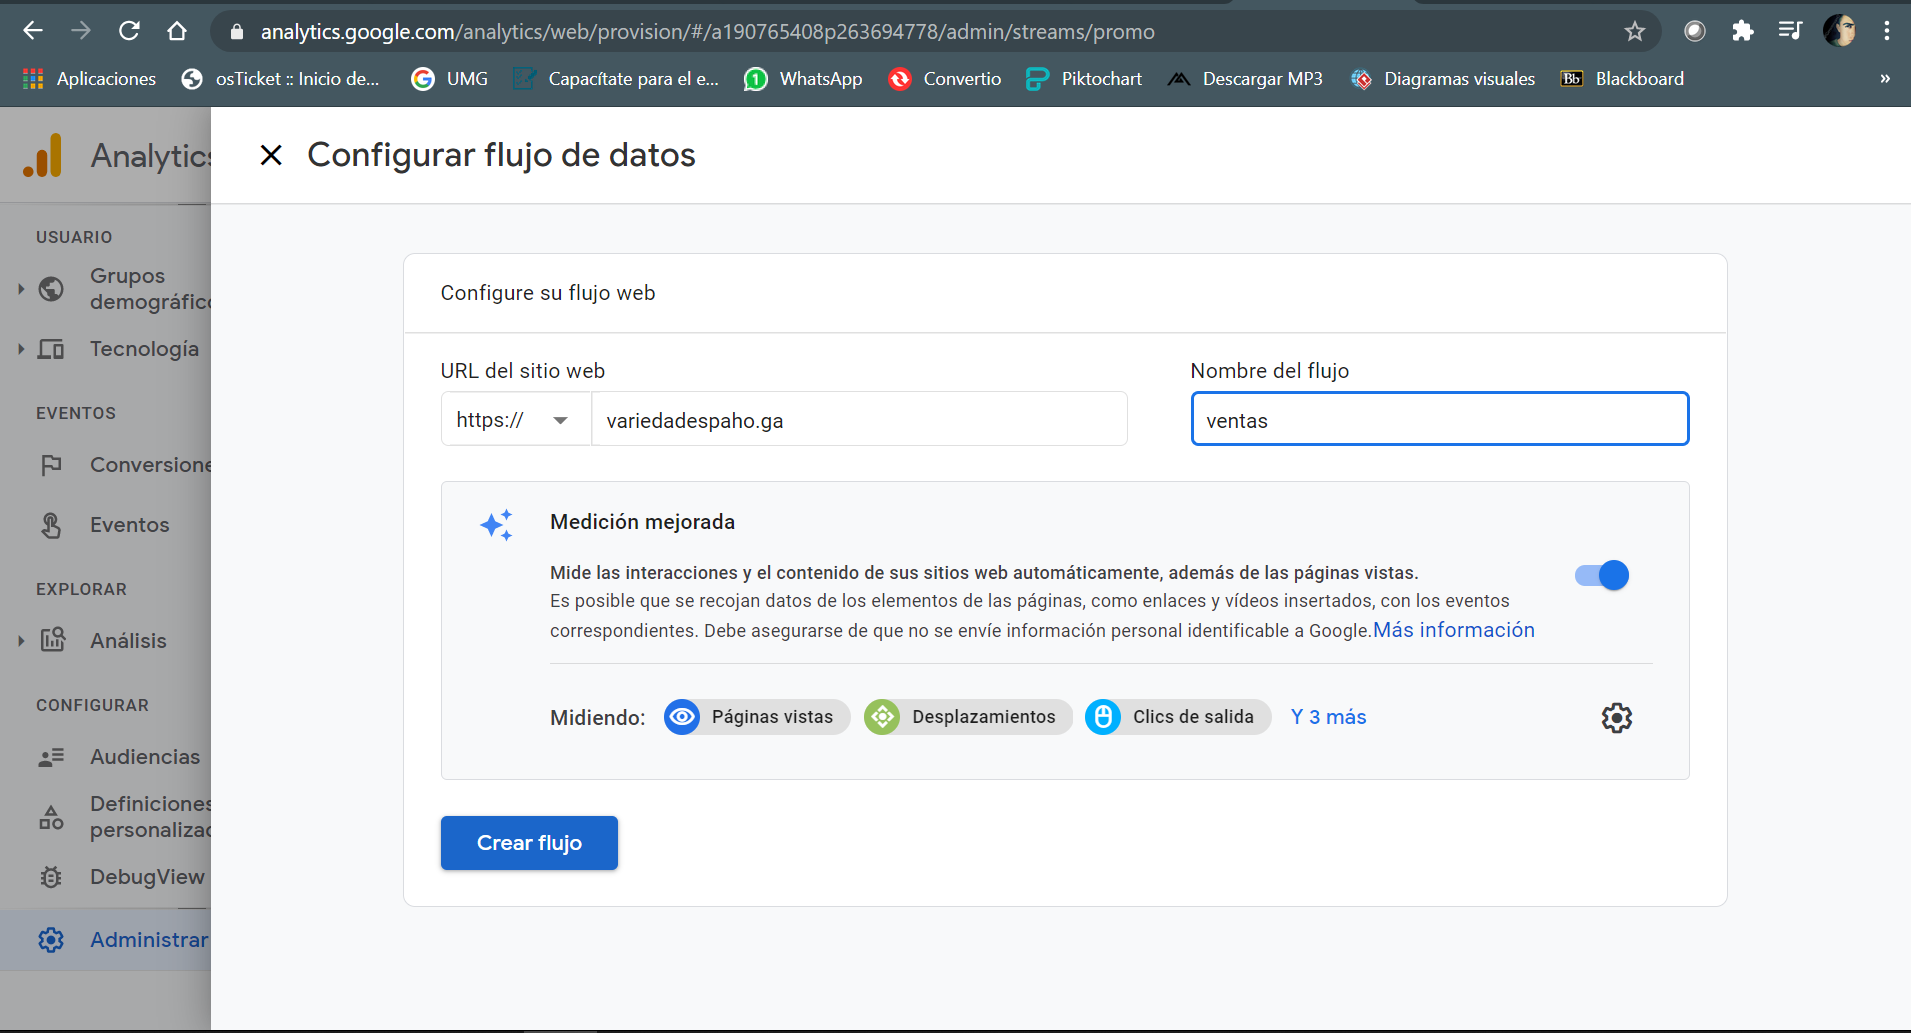 analytics.google.com/analytics/web/provision/#/a190765408p263694778/admin/streams/promo
Aplicaciones osTicket :: Inicio de... UMG Capacítate para el e... 1 WhatsApp Convertio Piktochart Descargar MP3 Diagramas visuales Bb Blackboard »
Analytics
Configurar flujo de datos
USUARIO
Grupos
demográfico
Tecnología
EVENTOS
Conversione
Eventos
EXPLORAR
Análisis
CONFIGURAR
Audiencias
Definiciones
personalizac
DebugView
Administrar
Configure su flujo web
URL del sitio web
Nombre del flujo
https:// variedadespaho.ga
ventas
Medición mejorada
Mide las interacciones y el contenido de sus sitios web automáticamente, además de las páginas vistas.
Es posible que se recojan datos de los elementos de las páginas, como enlaces y vídeos insertados, con los eventos
correspondientes. Debe asegurarse de que no se envíe información personal identificable a Google.Más información
Midiendo: Páginas vistas Desplazamientos Clics de salida Y 3 más
Crear flujo